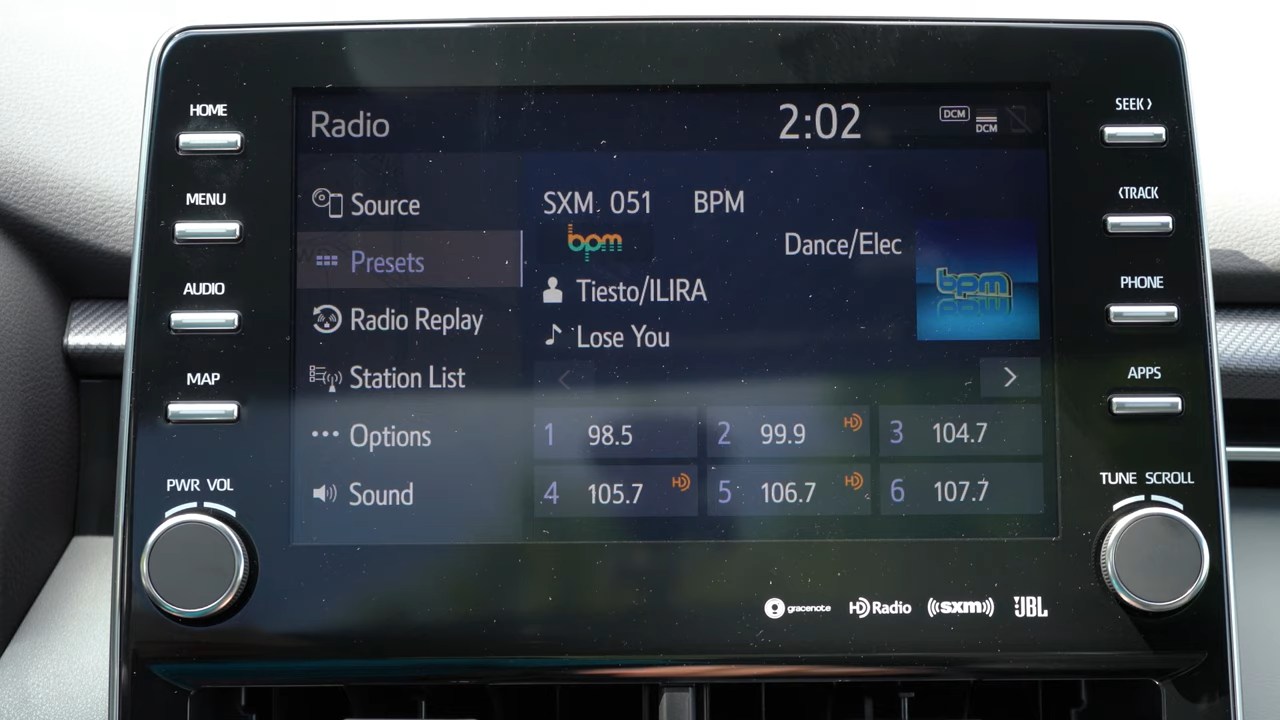 HOME
MENU
AUDIO
MAP
PWR VOL
Radio
2:02
DCM
DCM
Source
Presets
Radio Replay
Station List
Options
Sound
SXM 051 BPM
bpm
Dance/Elec
bpm
Tiesto/ILIRA
Lose You
1 98.5
2 99.9 HD
3 104.7
4 105.7 HD
5 106.7 HD
6 107.7
SEEK >
< TRACK
PHONE
APPS
TUNE SCROLL
gracenote HD Radio ((sxm)) JBL